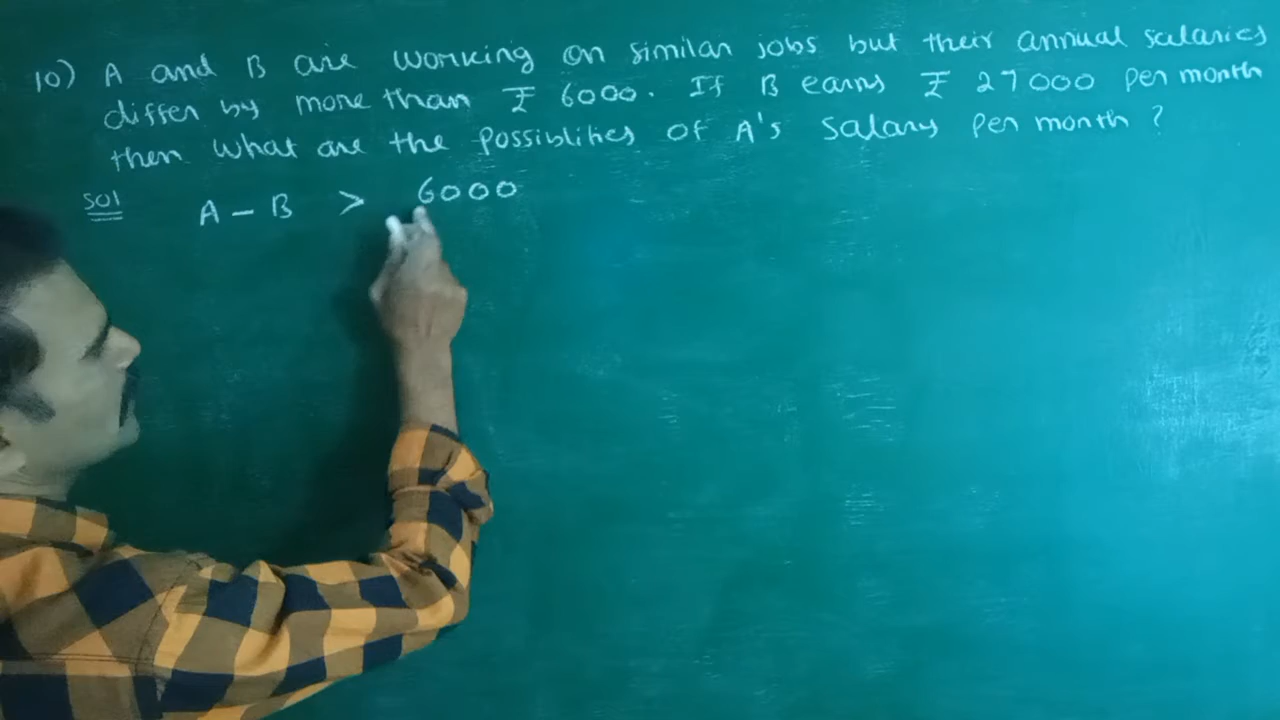 10) A and B are working on similar jobs but their annual salaries
differ by more than ₹ 6000. If B earns ₹ 27000 per month
then what are the possiblities of A's salary per month ?
Sol A - B > 6000